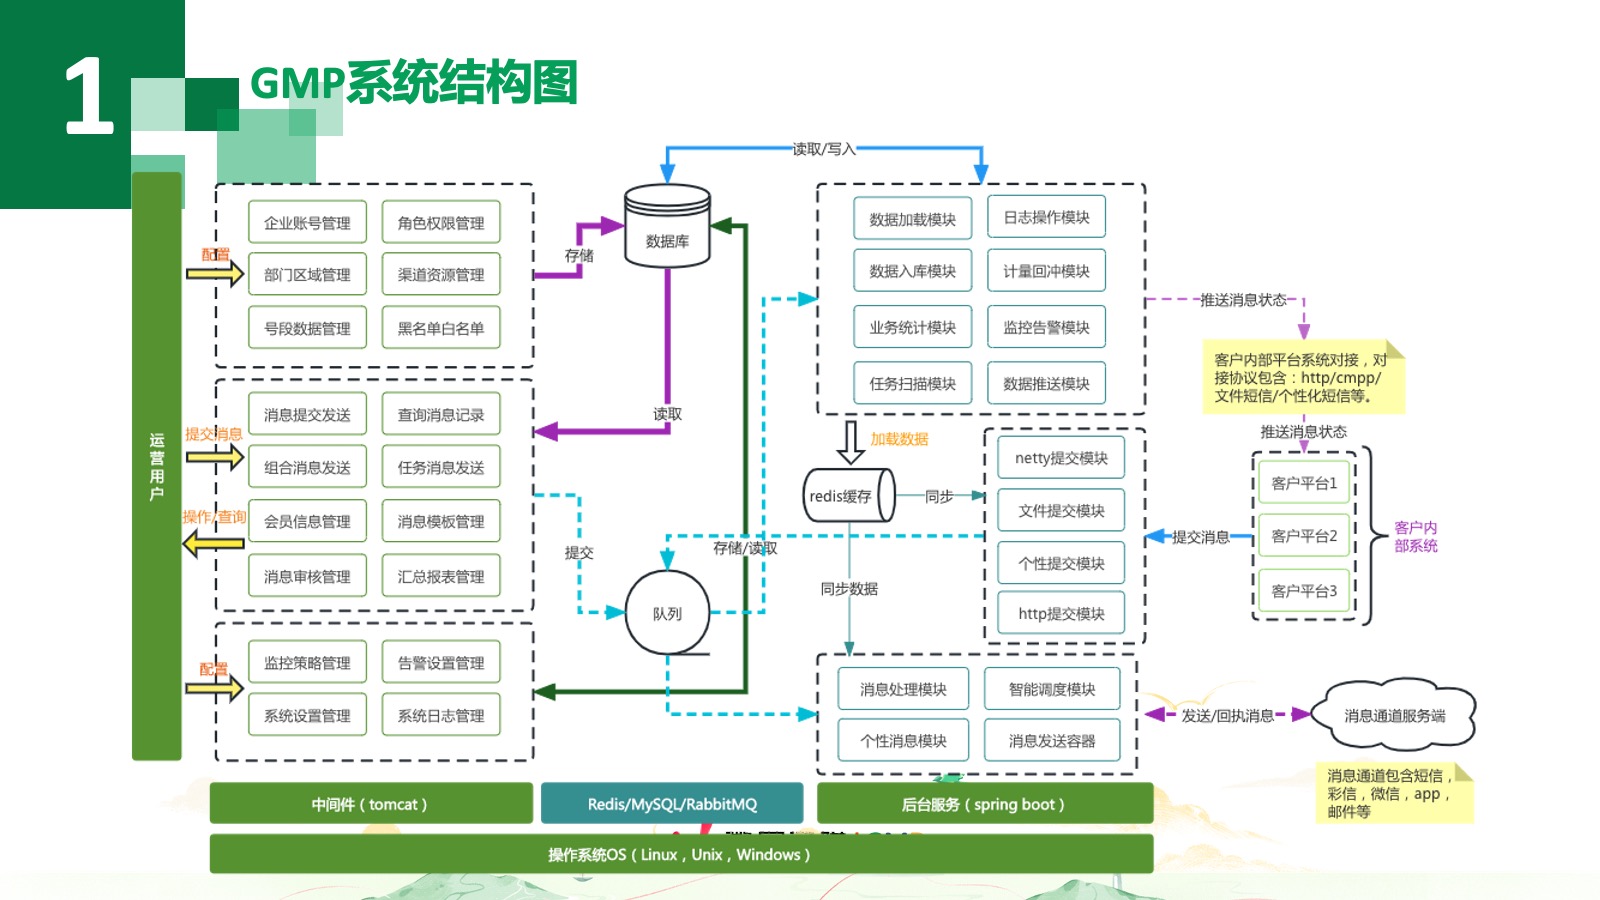 1
GMP系统结构图
读取/写入
运
营
用
户
配置
企业账号管理
角色权限管理
部门区域管理
渠道资源管理
号段数据管理
黑名单白名单
提交消息
消息提交发送
查询消息记录
组合消息发送
任务消息发送
操作/查询
会员信息管理
消息模板管理
消息审核管理
汇总报表管理
配置
监控策略管理
告警设置管理
系统设置管理
系统日志管理
存储
数据库
读取
提交
存储/读取
队列
数据加载模块
日志操作模块
数据入库模块
计量回冲模块
业务统计模块
监控告警模块
任务扫描模块
数据推送模块
加载数据
redis缓存
同步
同步数据
netty提交模块
文件提交模块
个性提交模块
http提交模块
消息处理模块
智能调度模块
个性消息模块
消息发送容器
推送消息状态
客户内部平台系统对接，对
接协议包含：http/cmpp/
文件短信/个性化短信等。
推送消息状态
客户平台1
客户平台2
客户平台3
提交消息
客户内
部系统
发送/回执消息
消息通道服务端
消息通道包含短信，
彩信，微信，app，
邮件等
中间件（tomcat）
Redis/MySQL/RabbitMQ
后台服务（spring boot）
操作系统OS（Linux，Unix，Windows）